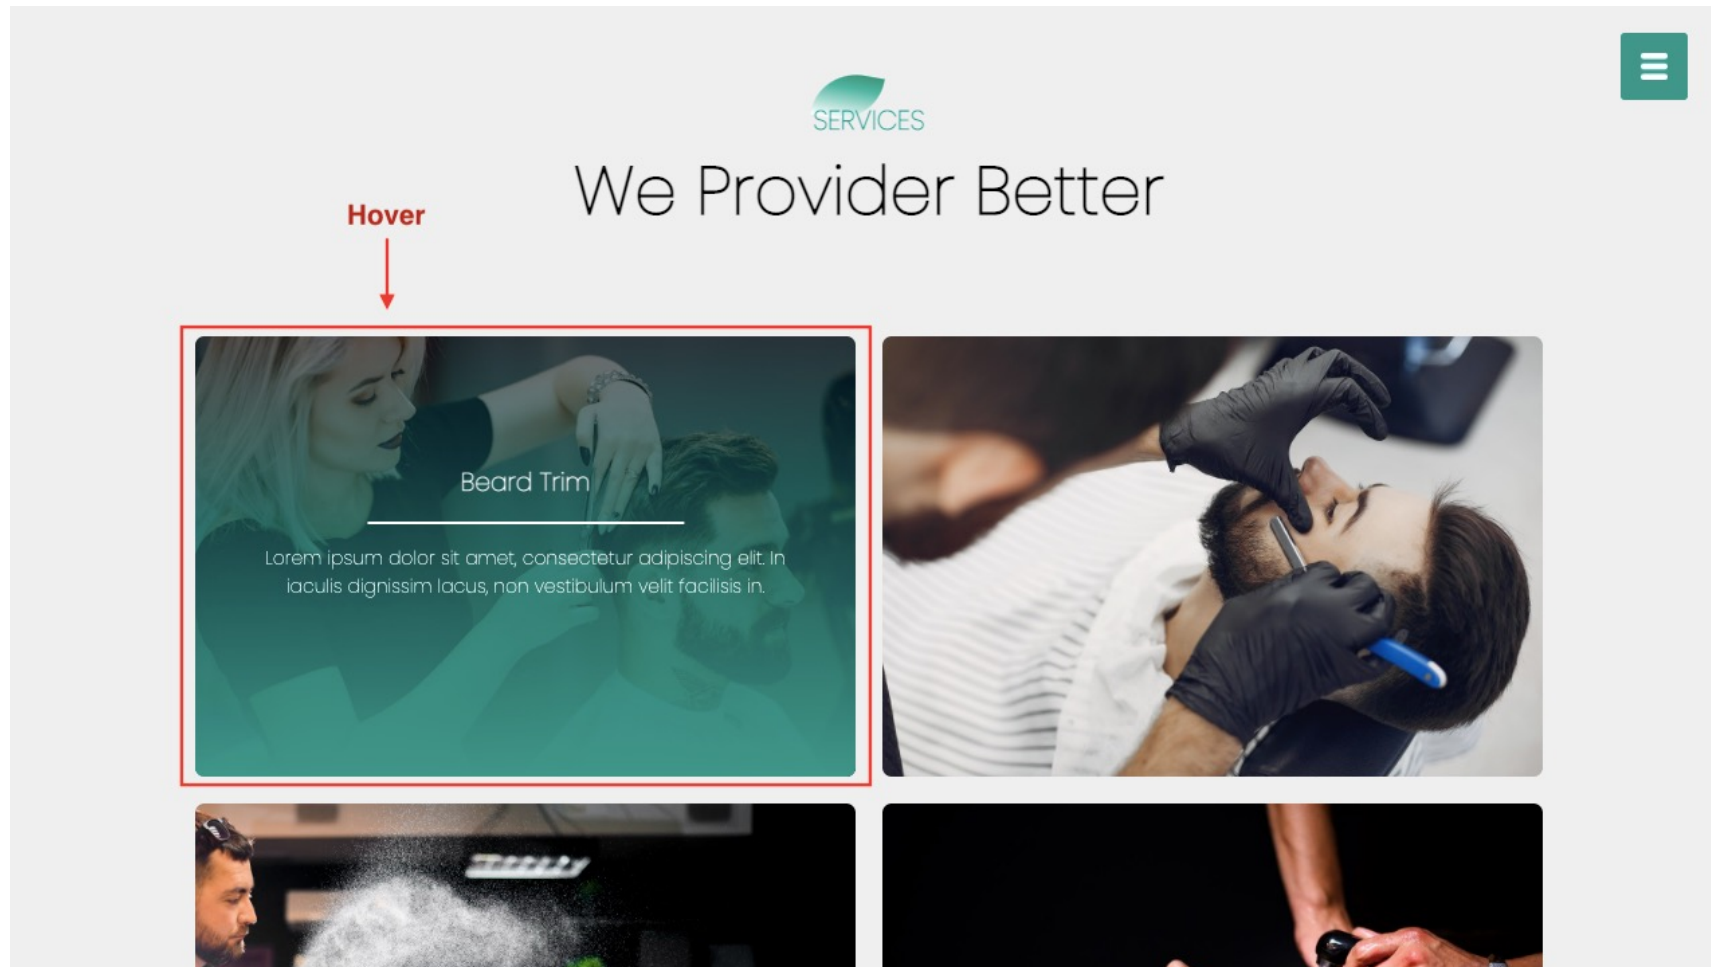 SERVICES
We Provider Better
Hover
Beard Trim
Lorem ipsum dolor sit amet, consectetur adipiscing elit. In
iaculis dignissim lacus, non vestibulum velit facilisis in.